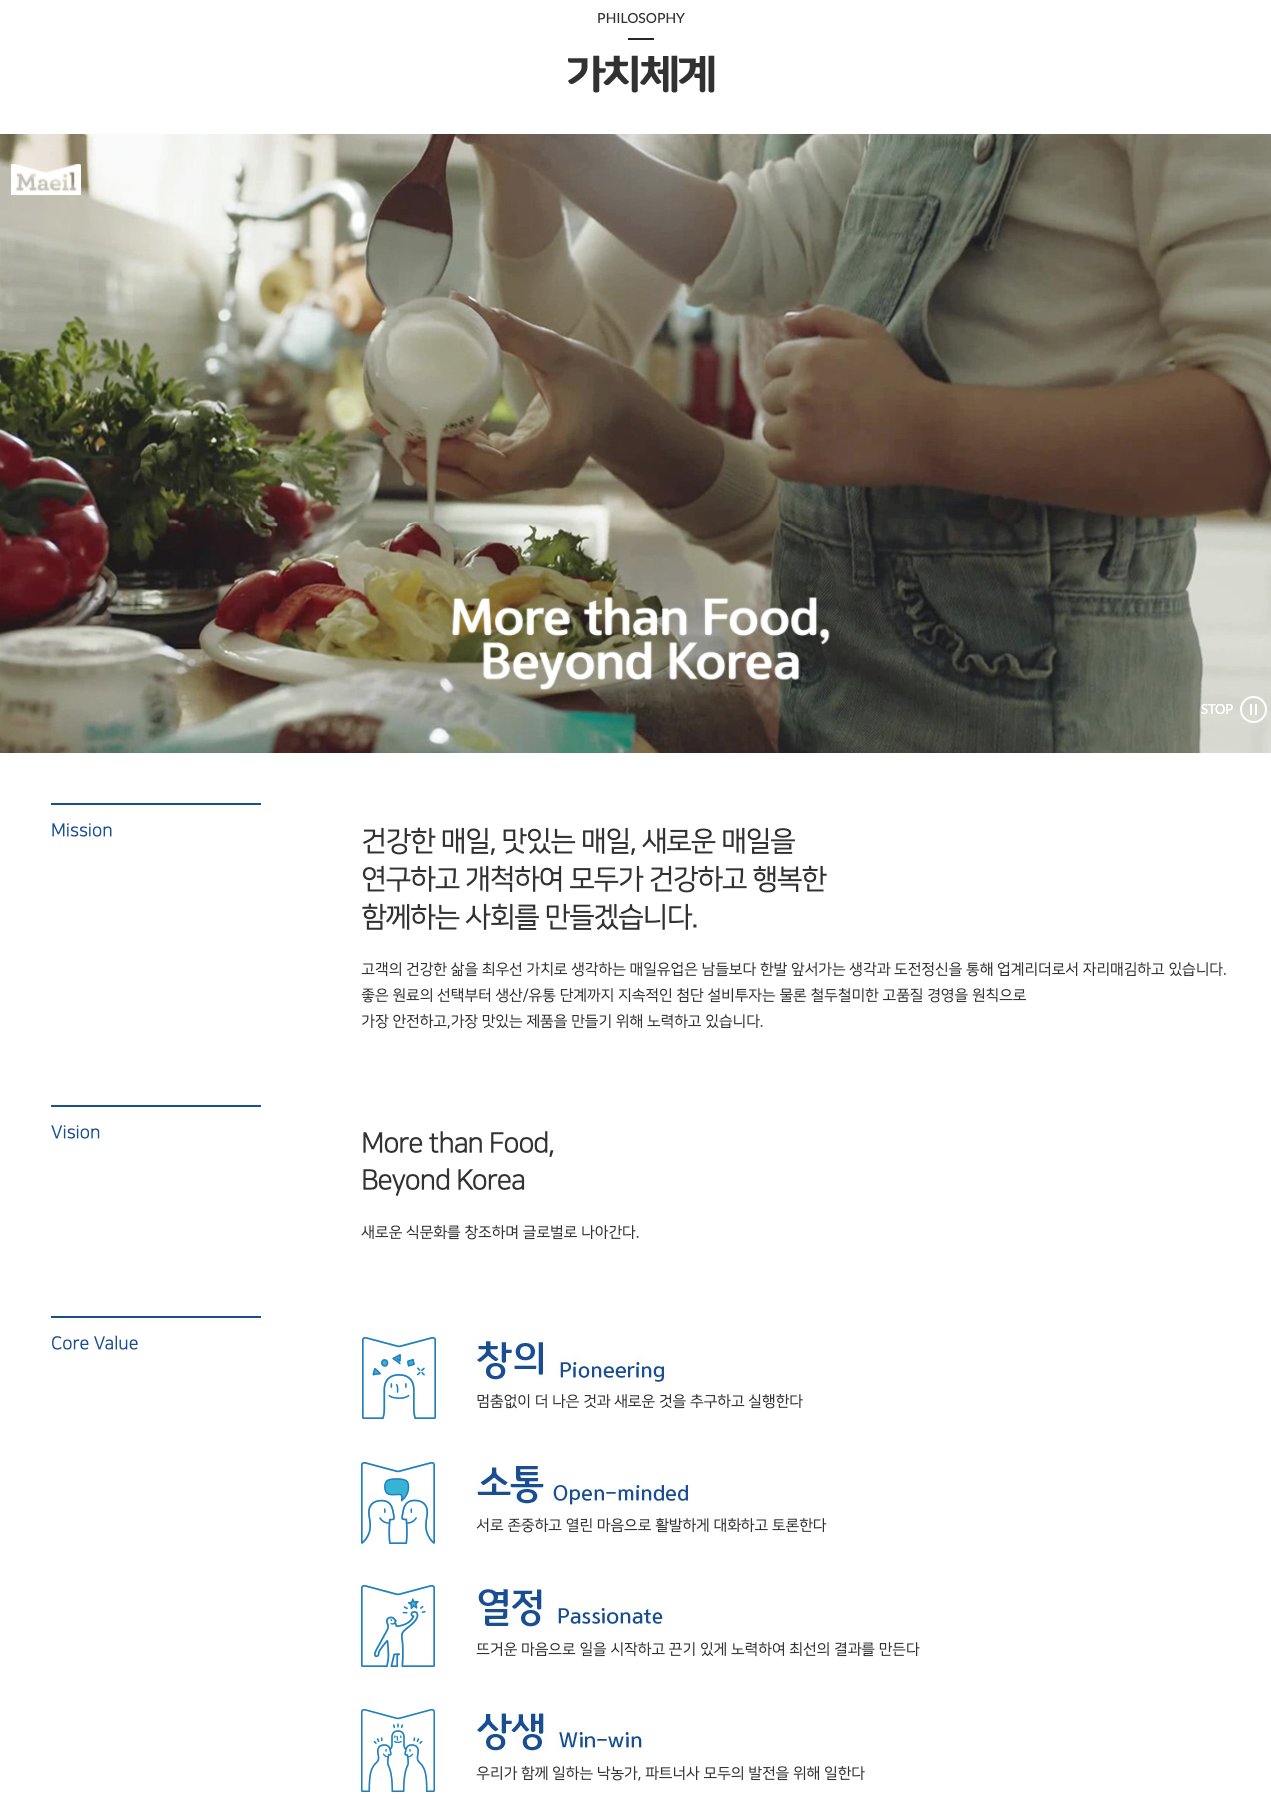 PHILOSOPHY
가치체계
Maeil
More than Food,
Beyond Korea
STOP
Mission
건강한 매일, 맛있는 매일, 새로운 매일을
연구하고 개척하여 모두가 건강하고 행복한
함께하는 사회를 만들겠습니다.
고객의 건강한 삶을 최우선 가치로 생각하는 매일유업은 남들보다 한발 앞서가는 생각과 도전정신을 통해 업계리더로서 자리매김하고 있습니다.
좋은 원료의 선택부터 생산/유통 단계까지 지속적인 첨단 설비투자는 물론 철두철미한 고품질 경영을 원칙으로
가장 안전하고,가장 맛있는 제품을 만들기 위해 노력하고 있습니다.
Vision
More than Food,
Beyond Korea
새로운 식문화를 창조하며 글로벌로 나아간다.
Core Value
창의 Pioneering
멈춤없이 더 나은 것과 새로운 것을 추구하고 실행한다
소통 Open-minded
서로 존중하고 열린 마음으로 활발하게 대화하고 토론한다
열정 Passionate
뜨거운 마음으로 일을 시작하고 끈기 있게 노력하여 최선의 결과를 만든다
상생 Win-win
우리가 함께 일하는 낙농가, 파트너사 모두의 발전을 위해 일한다